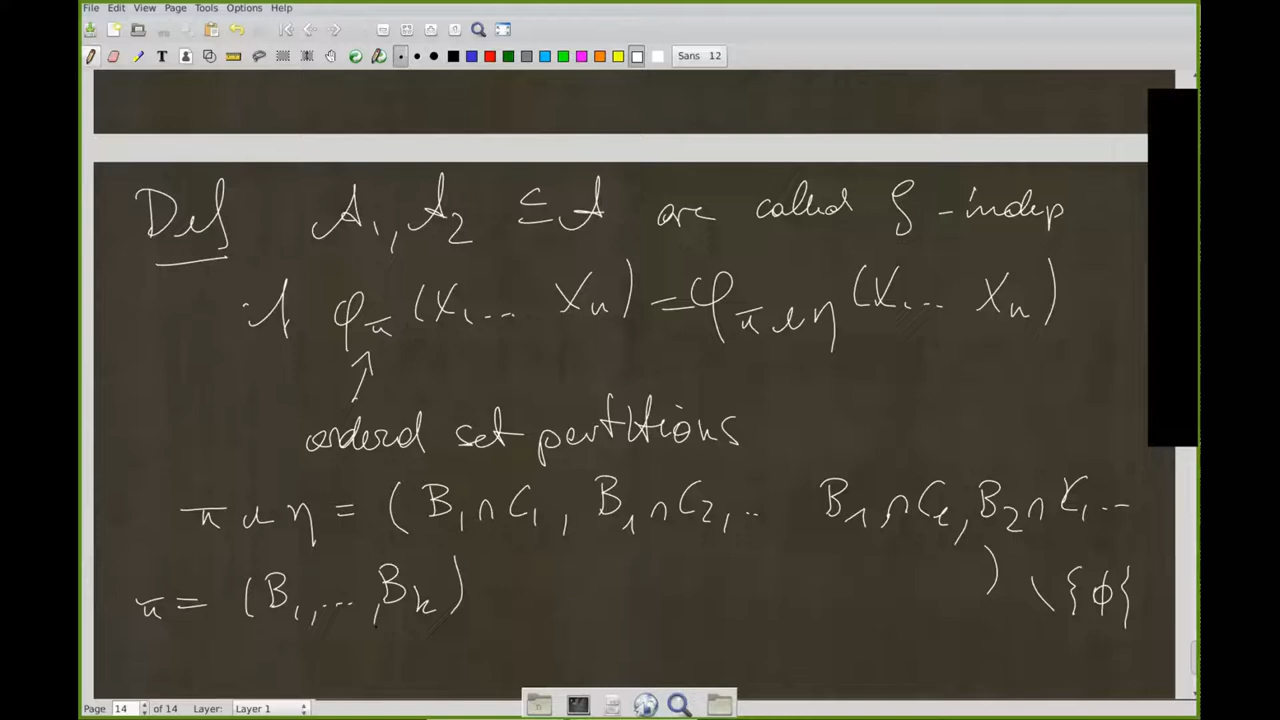 File Edit View Page Tools Options Help
Sans 12
Def A₁, A₂ ⊆ A are called S-indep
if φ_π (X₁... Xₙ) = φ_π⋏η (X₁... Xₙ)
ordered set partitions
π ⋏ η = (B₁∩C₁, B₁∩C₂,... B₁∩Cₗ, B₂∩C₁...
) \ {∅}
π = (B₁,... ,Bₖ)
Page 14 of 14 Layer: Layer 1